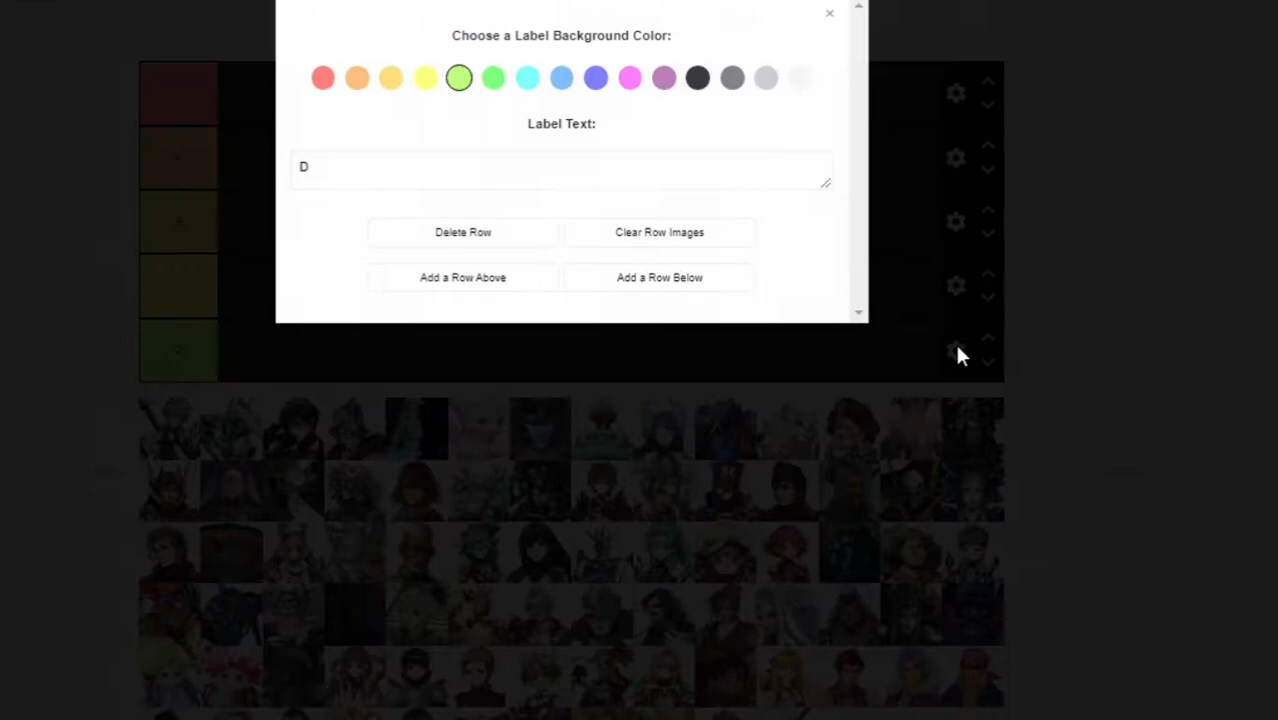 ×
Choose a Label Background Color:
Label Text:
D
Delete Row
Clear Row Images
Add a Row Above
Add a Row Below